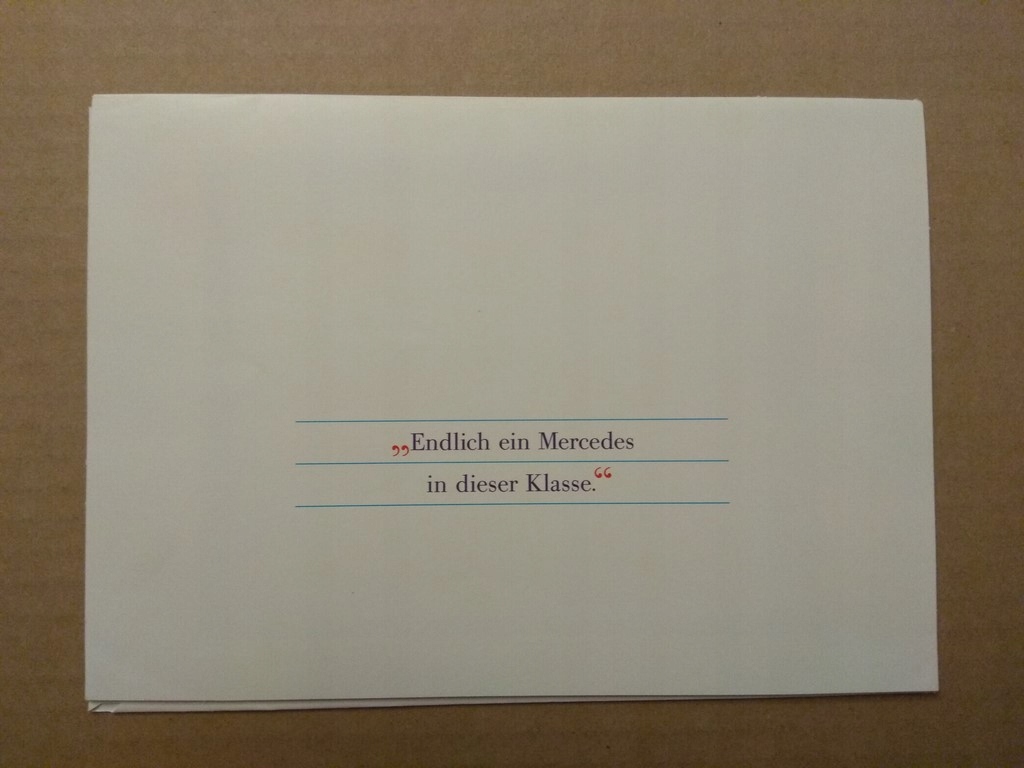 „Endlich ein Mercedes
in dieser Klasse.“